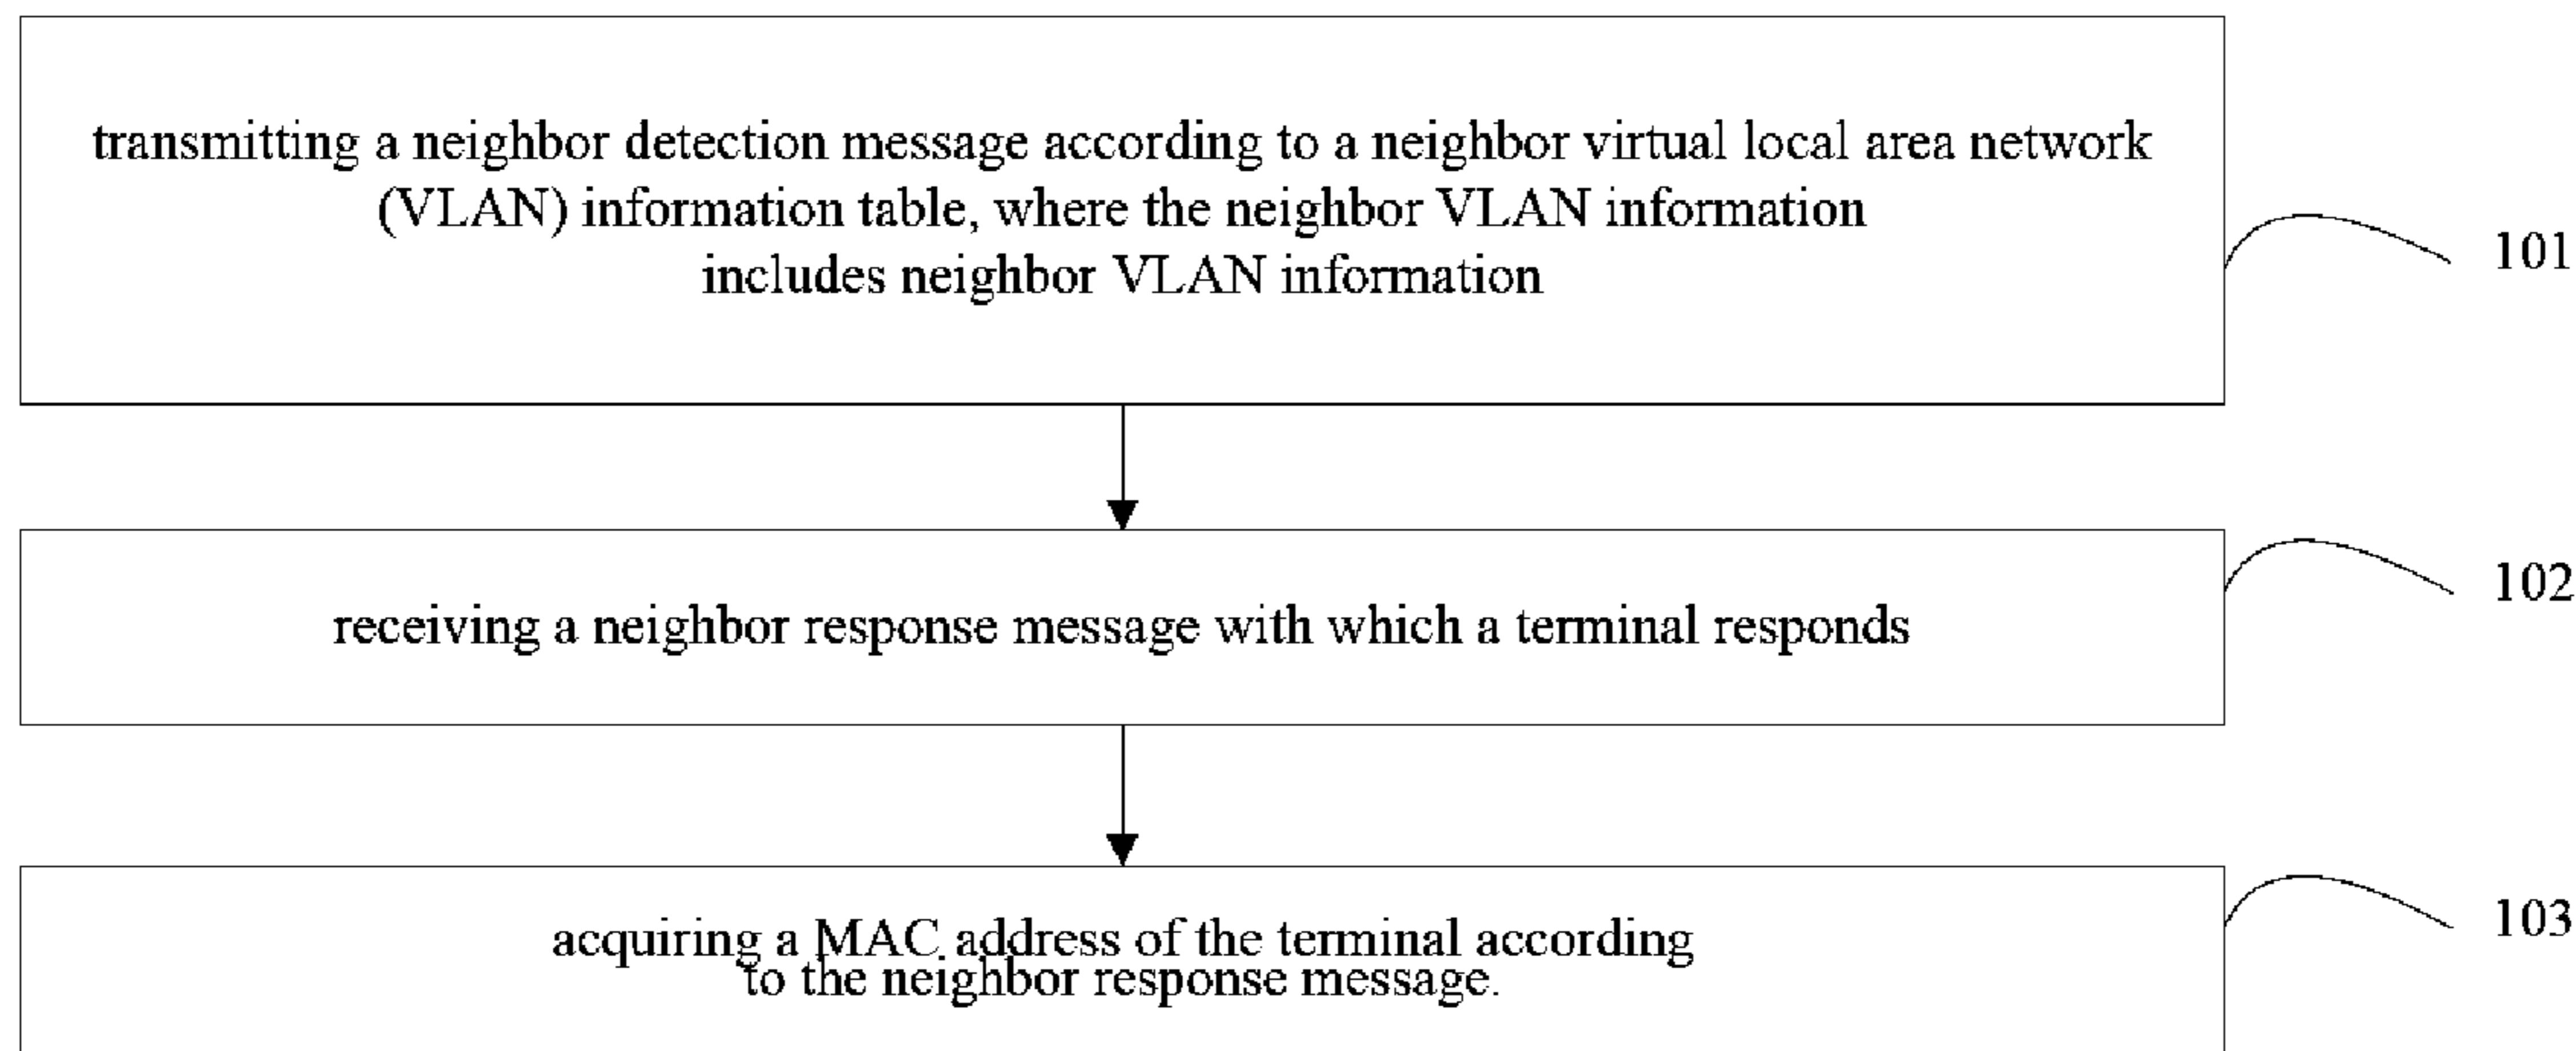 transmitting a neighbor detection message according to a neighbor virtual local area network
(VLAN) information table, where the neighbor VLAN information
includes neighbor VLAN information
101
receiving a neighbor response message with which a terminal responds
102
acquiring a MAC address of the terminal according
to the neighbor response message.
103